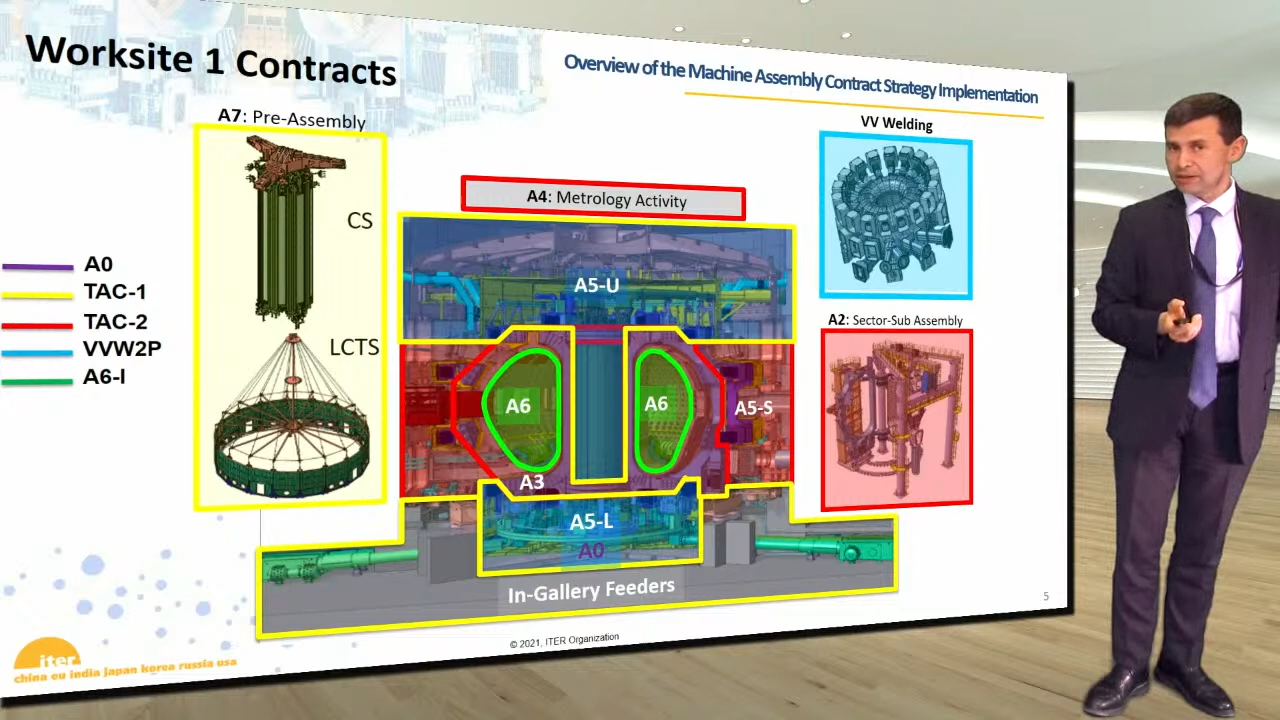 Worksite 1 Contracts
Overview of the Machine Assembly Contract Strategy Implementation
A7: Pre-Assembly
CS
LCTS
A0
TAC-1
TAC-2
VVW2P
A6-I
A4: Metrology Activity
A5-U
A6
A6
A5-S
A3
A5-L
A0
In-Gallery Feeders
VV Welding
A2: Sector-Sub Assembly
5
© 2021, ITER Organization
iter
china eu india japan korea russia usa